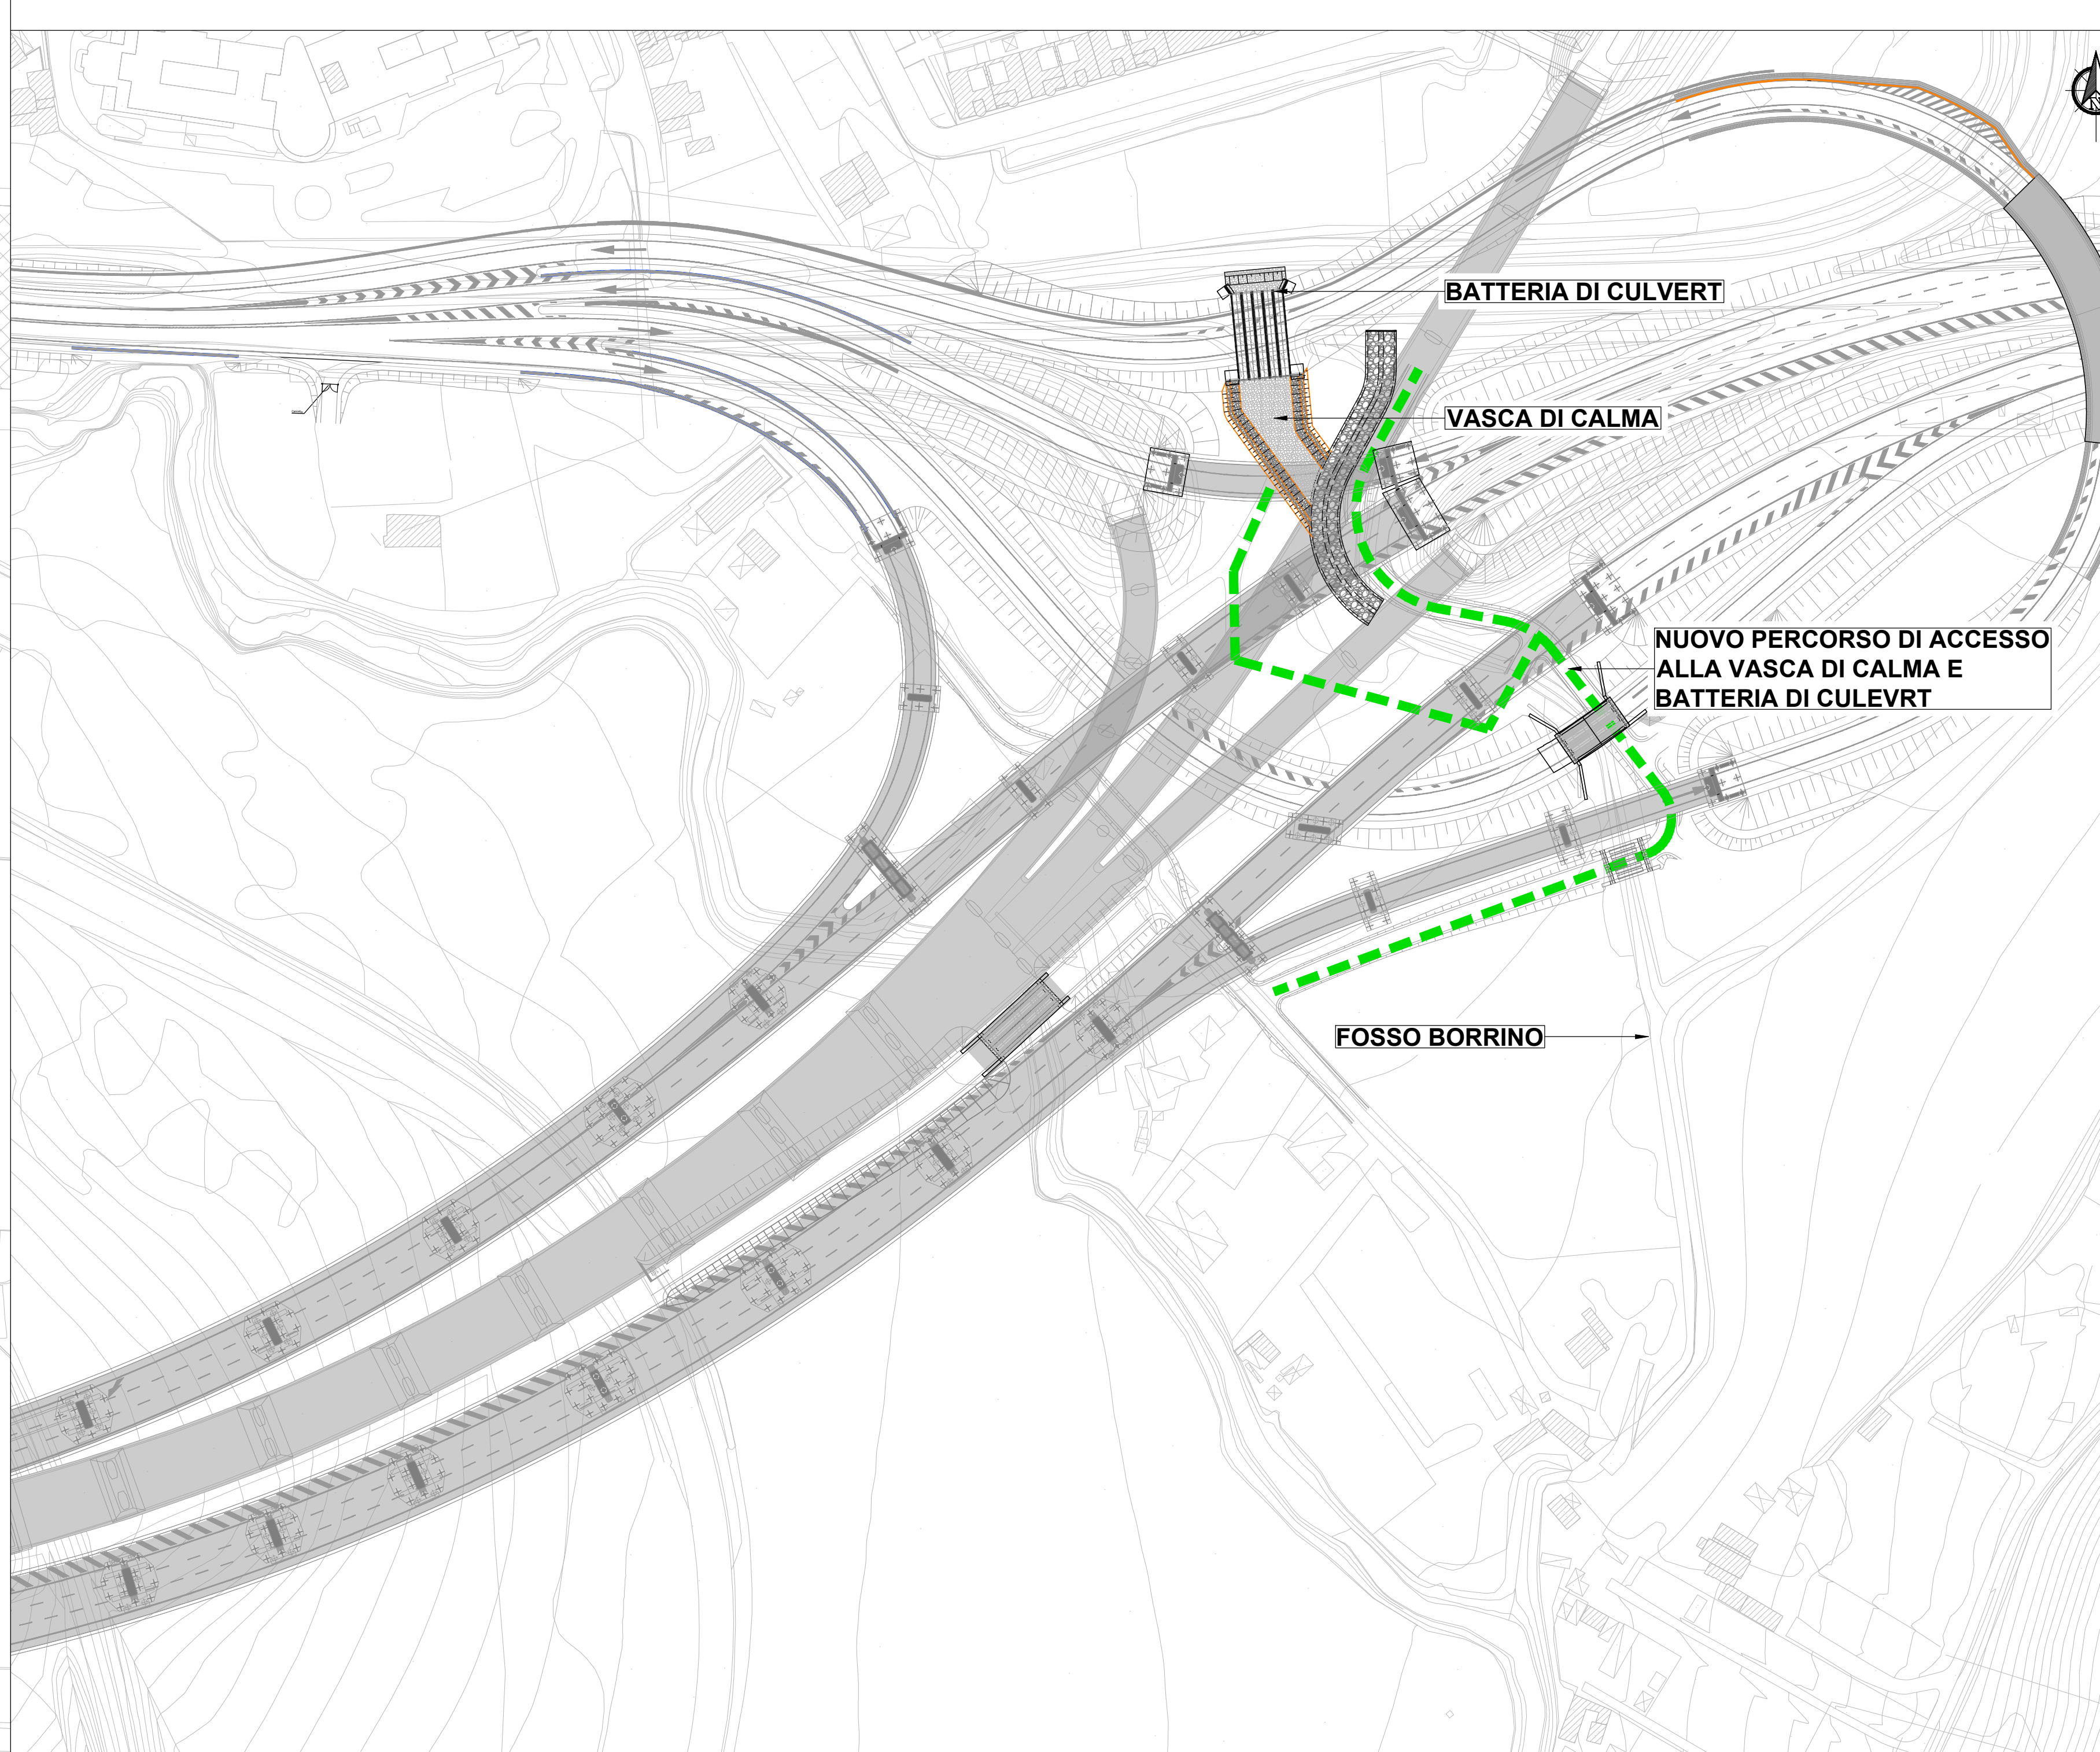 BATTERIA DI CULVERT
VASCA DI CALMA
NUOVO PERCORSO DI ACCESSO
ALLA VASCA DI CALMA E
BATTERIA DI CULEVRT
FOSSO BORRINO